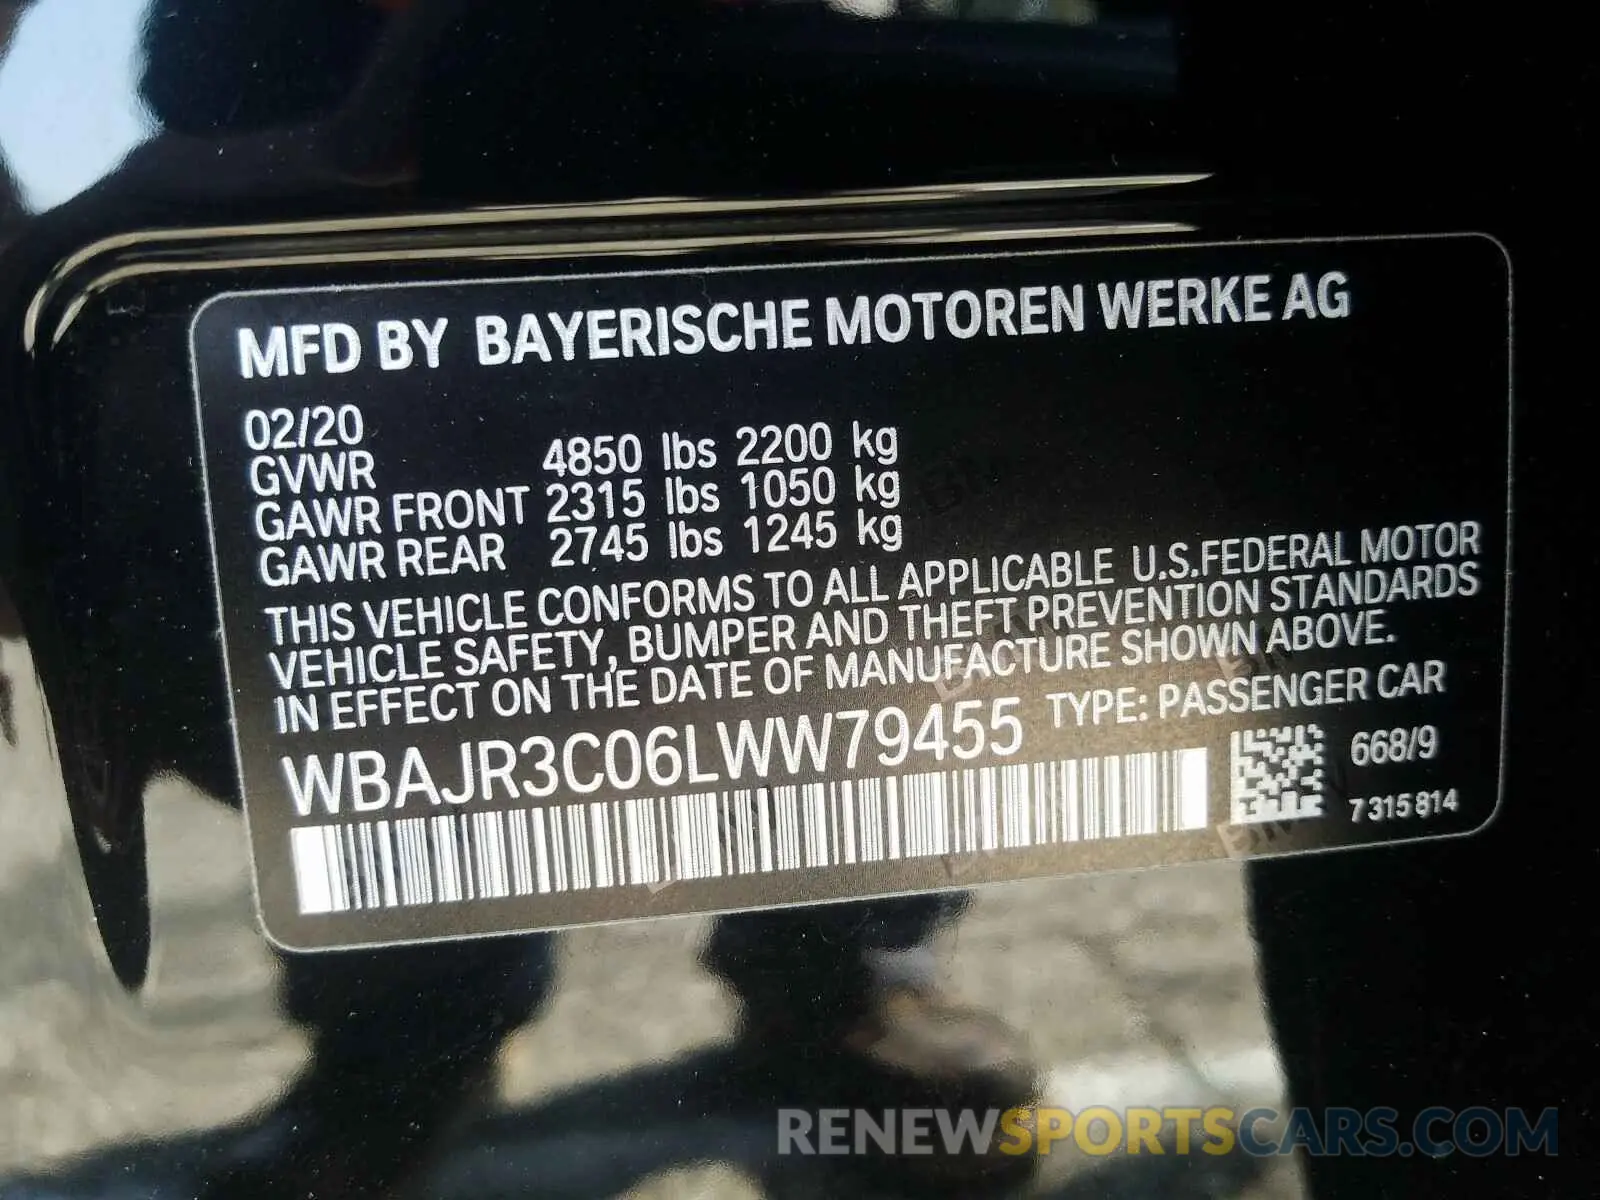 MFD BY BAYERISCHE MOTOREN WERKE AG
02/20
GVWR 4850 lbs 2200 kg
GAWR FRONT 2315 lbs 1050 kg
GAWR REAR 2745 lbs 1245 kg
THIS VEHICLE CONFORMS TO ALL APPLICABLE U.S.FEDERAL MOTOR
VEHICLE SAFETY, BUMPER AND THEFT PREVENTION STANDARDS
IN EFFECT ON THE DATE OF MANUFACTURE SHOWN ABOVE.
WBAJR3C06LWW79455 TYPE: PASSENGER CAR
668/9
7 315 814
RENEWSPORTSCARS.COM